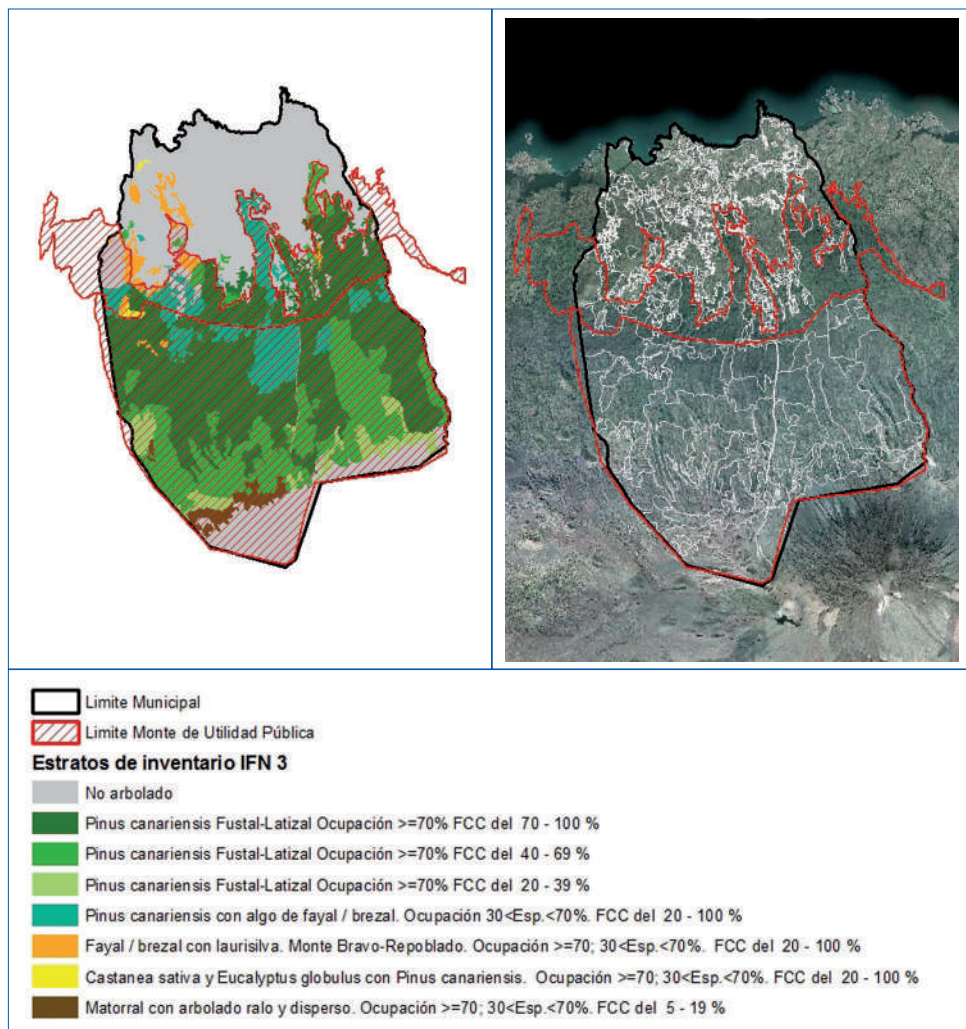 Limite Municipal
Limite Monte de Utilidad Pública
Estratos de inventario IFN 3
No arbolado
Pinus canariensis Fustal-Latizal Ocupación >=70% FCC del 70 - 100 %
Pinus canariensis Fustal-Latizal Ocupación >=70% FCC del 40 - 69 %
Pinus canariensis Fustal-Latizal Ocupación >=70% FCC del 20 - 39 %
Pinus canariensis con algo de fayal / brezal. Ocupación 30<Esp.<70%. FCC del 20 - 100 %
Fayal / brezal con laurisilva. Monte Bravo-Repoblado. Ocupación >=70; 30<Esp.<70%. FCC del 20 - 100 %
Castanea sativa y Eucalyptus globulus con Pinus canariensis. Ocupación >=70; 30<Esp.<70%. FCC del 20 - 100 %
Matorral con arbolado ralo y disperso. Ocupación >=70; 30<Esp.<70%. FCC del 5 - 19 %